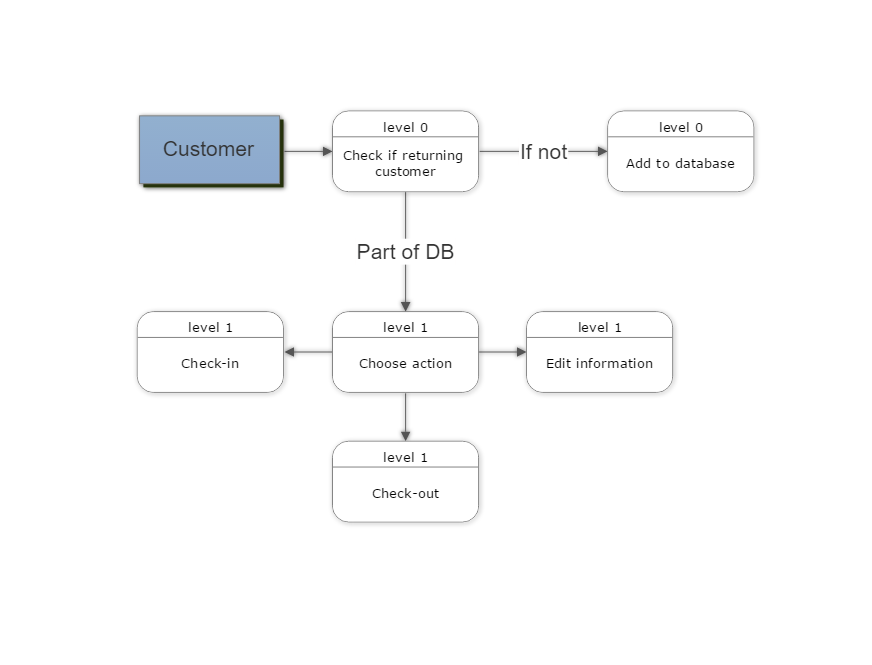 Customer
level 0
Check if returning
customer
If not
level 0
Add to database
Part of DB
level 1
Check-in
level 1
Choose action
level 1
Edit information
level 1
Check-out